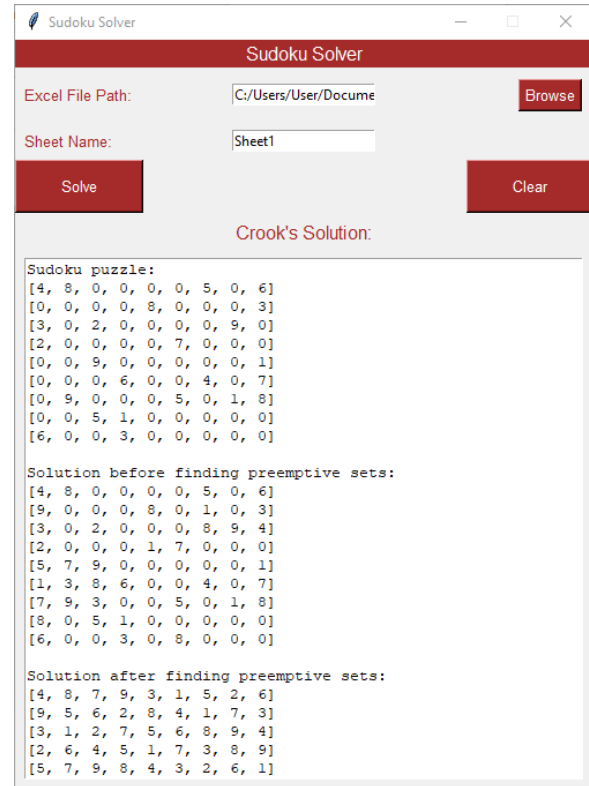 Sudoku Solver
Sudoku Solver
Excel File Path: C:/Users/User/Docume Browse
Sheet Name: Sheet1
Solve Clear
Crook's Solution:
Sudoku puzzle:
[4, 8, 0, 0, 0, 0, 5, 0, 6]
[0, 0, 0, 0, 8, 0, 0, 0, 3]
[3, 0, 2, 0, 0, 0, 0, 9, 0]
[2, 0, 0, 0, 0, 7, 0, 0, 0]
[0, 0, 9, 0, 0, 0, 0, 0, 1]
[0, 0, 0, 6, 0, 0, 4, 0, 7]
[0, 9, 0, 0, 0, 5, 0, 1, 8]
[0, 0, 5, 1, 0, 0, 0, 0, 0]
[6, 0, 0, 3, 0, 0, 0, 0, 0]
Solution before finding preemptive sets:
[4, 8, 0, 0, 0, 0, 5, 0, 6]
[9, 0, 0, 0, 8, 0, 1, 0, 3]
[3, 0, 2, 0, 0, 0, 8, 9, 4]
[2, 0, 0, 0, 1, 7, 0, 0, 0]
[5, 7, 9, 0, 0, 0, 0, 0, 1]
[1, 3, 8, 6, 0, 0, 4, 0, 7]
[7, 9, 3, 0, 0, 5, 0, 1, 8]
[8, 0, 5, 1, 0, 0, 0, 0, 0]
[6, 0, 0, 3, 0, 8, 0, 0, 0]
Solution after finding preemptive sets:
[4, 8, 7, 9, 3, 1, 5, 2, 6]
[9, 5, 6, 2, 8, 4, 1, 7, 3]
[3, 1, 2, 7, 5, 6, 8, 9, 4]
[2, 6, 4, 5, 1, 7, 3, 8, 9]
[5, 7, 9, 8, 4, 3, 2, 6, 1]